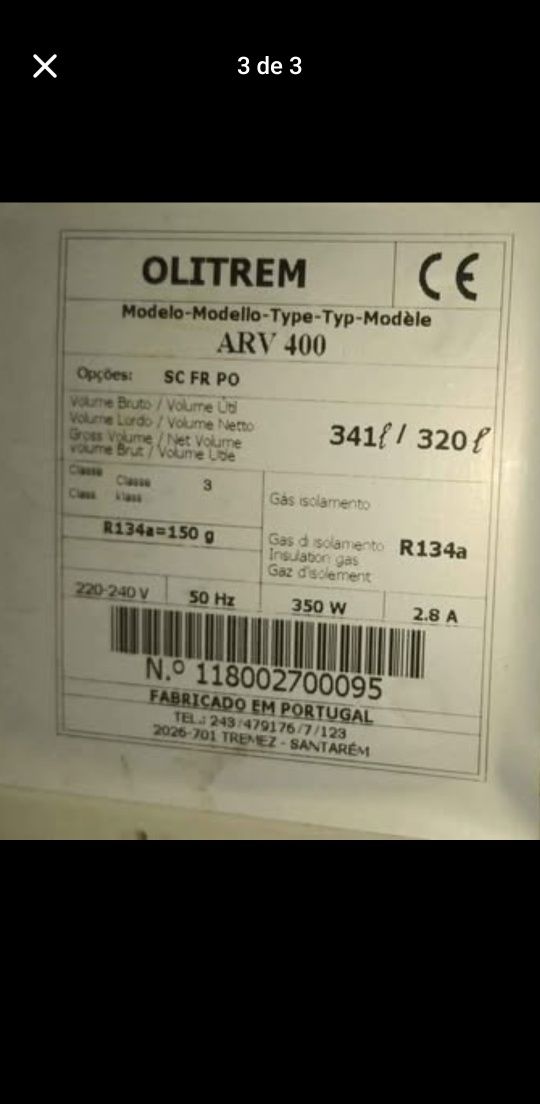 3 de 3
OLITREM
CE
Modelo-Modello-Type-Typ-Modèle
ARV 400
Opções: SC FR PO
Volume Bruto / Volume Útil
Volume Lordo / Volume Netto
Gross Volume / Net Volume
Volume Brut / Volume Utile
341ℓ / 320ℓ
Classe Classe 3
Class klass
R134a=150 g
Gás isolamento
Gas di isolamento
Insulation gas
Gaz d'isolement
R134a
220-240 V 50 Hz 350 W 2.8 A
N.º 118002700095
FABRICADO EM PORTUGAL
TEL.: 243/479176/7/123
2026-701 TREMEZ - SANTARÉM